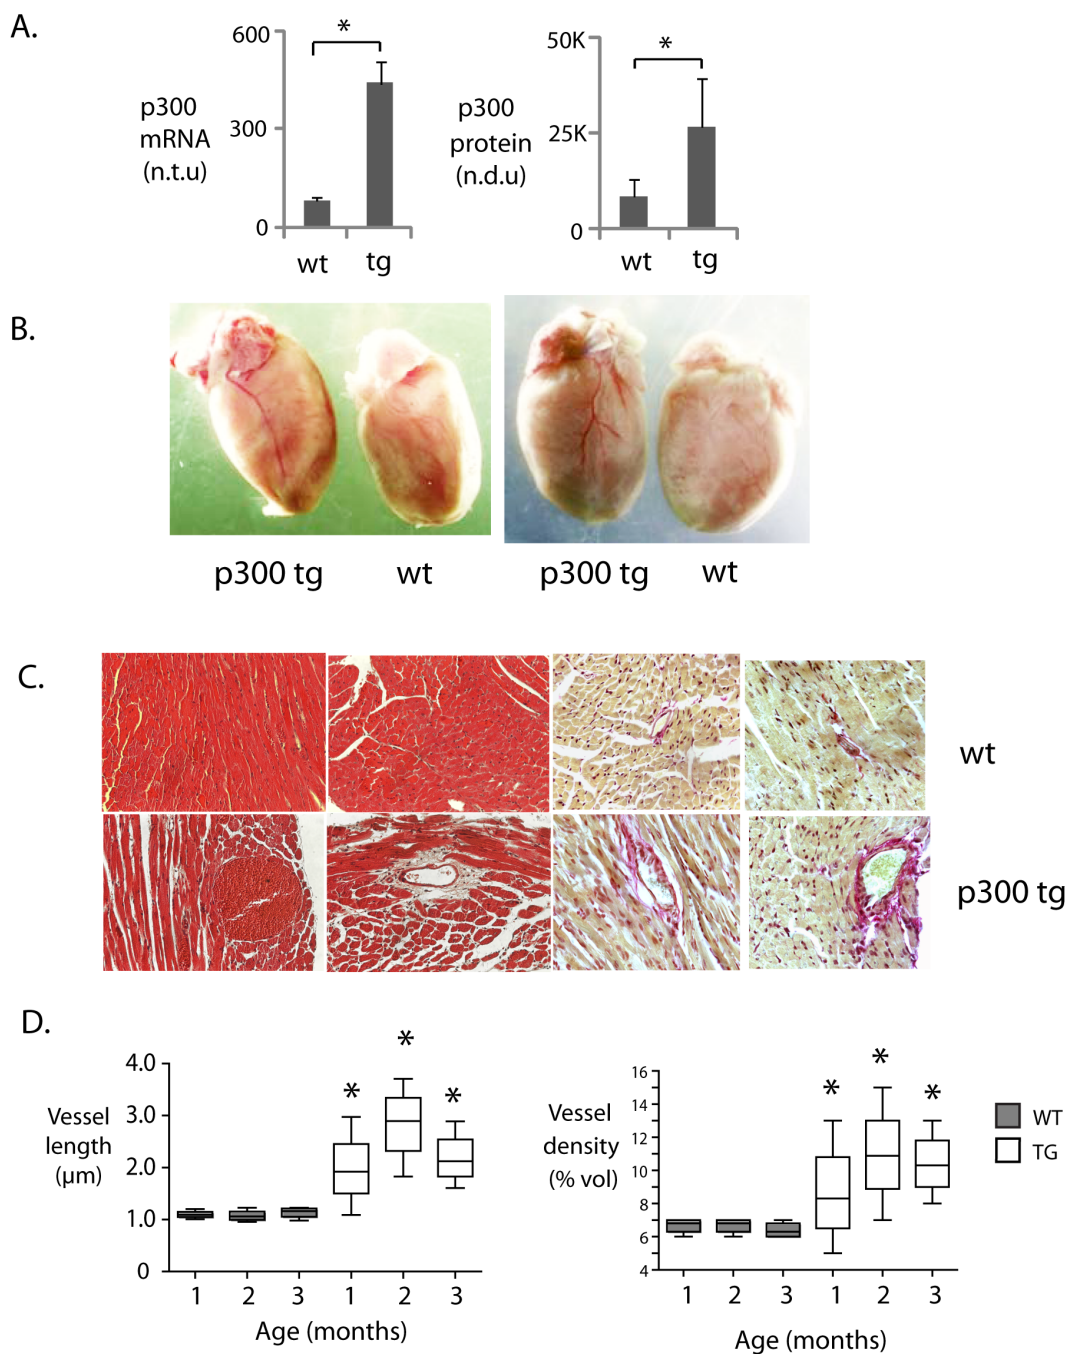 A.
600
300
0
p300
mRNA
(n.t.u)
*
wt
tg
50K
25K
0
p300
protein
(n.d.u)
*
wt
tg
B.
p300 tg
wt
p300 tg
wt
C.
wt
p300 tg
D.
Vessel
length
(µm)
4.0
3.0
2.0
1.0
0
* * *
1 2 3 1 2 3
Age (months)
Vessel
density
(% vol)
16
14
12
10
8
6
4
* * *
1 2 3 1 2 3
Age (months)
WT
TG